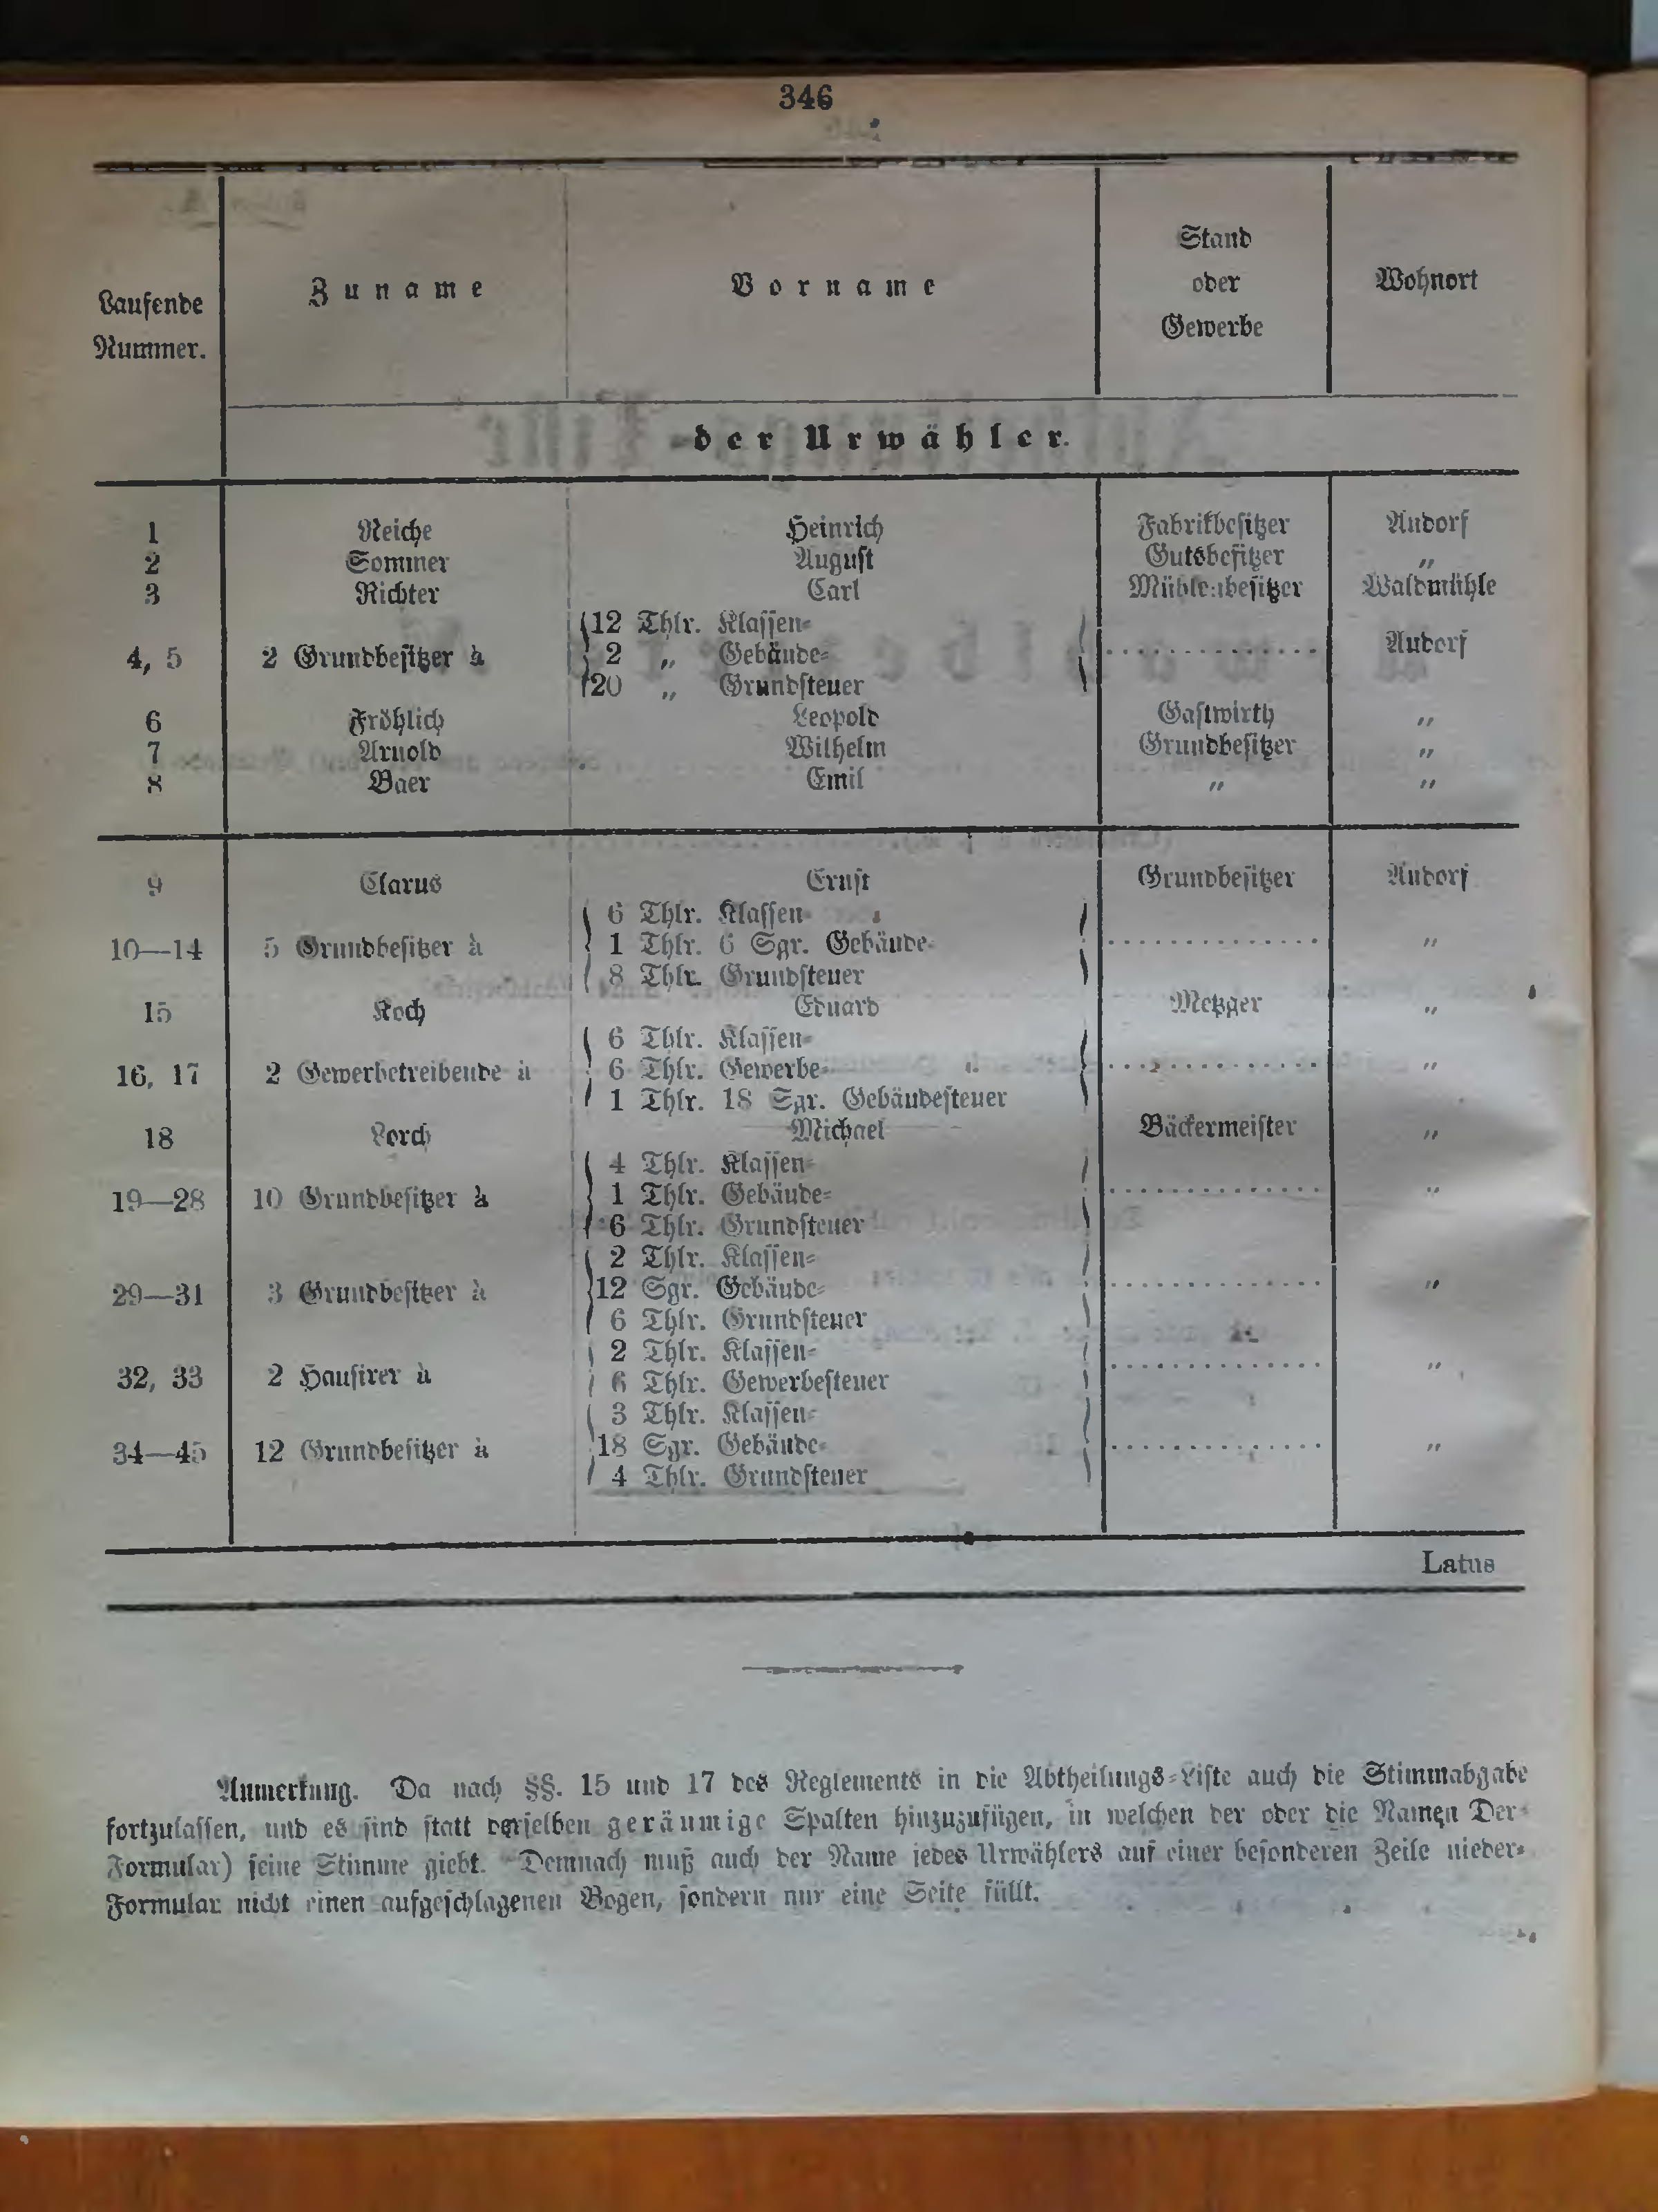 346
Laufende Nummer. Zuname Vorname Stand oder Gewerbe Wohnort
der Urwähler.
1 Reiche Heinrich Fabrikbesitzer Audorf
2 Sommer August Gutsbesitzer „
3 Richter Carl Mühlenbesitzer Waldmühle
12 Thlr. Klassen-
4, 5 2 Grundbesitzer à 2 „ Gebäude- .............. Audorf
20 „ Grundsteuer
6 Fröhlich Leopold Gastwirth „
7 Arnold Wilhelm Grundbesitzer „
8 Baer Emil „ „
9 Clarus Ernst Grundbesitzer Audorf
6 Thlr. Klassen-
10—14 5 Grundbesitzer à 1 Thlr. 6 Sgr. Gebäude- .............. „
8 Thlr. Grundsteuer
15 Koch Eduard Metzger „
6 Thlr. Klassen-
16, 17 2 Gewerbetreibende à 6 Thlr. Gewerbe- .............. „
1 Thlr. 18 Sgr. Gebäudesteuer
18 Lorch Michael Bäckermeister „
4 Thlr. Klassen-
19—28 10 Grundbesitzer à 1 Thlr. Gebäude- .............. „
6 Thlr. Grundsteuer
2 Thlr. Klassen-
29—31 3 Grundbesitzer à 12 Sgr. Gebäude- .............. „
6 Thlr. Grundsteuer
2 Thlr. Klassen-
32, 33 2 Hausirer à .............. „
6 Thlr. Gewerbesteuer
3 Thlr. Klassen-
34—45 12 Grundbesitzer à 18 Sgr. Gebäude- .............. „
4 Thlr. Grundsteuer
Latus
Anmerkung. Da nach §§. 15 und 17 des Reglements in die Abtheilungs-Liste auch die Stimmabgabe
fortzulassen, und es sind statt derselben geräumige Spalten hinzuzufügen, in welchen der oder die Namen Der-
Formular) seine Stimme giebt. Demnach muß auch der Name jedes Urwählers auf einer besonderen Zeile nieder-
Formular nicht einen aufgeschlagenen Bogen, sondern nur eine Seite füllt.